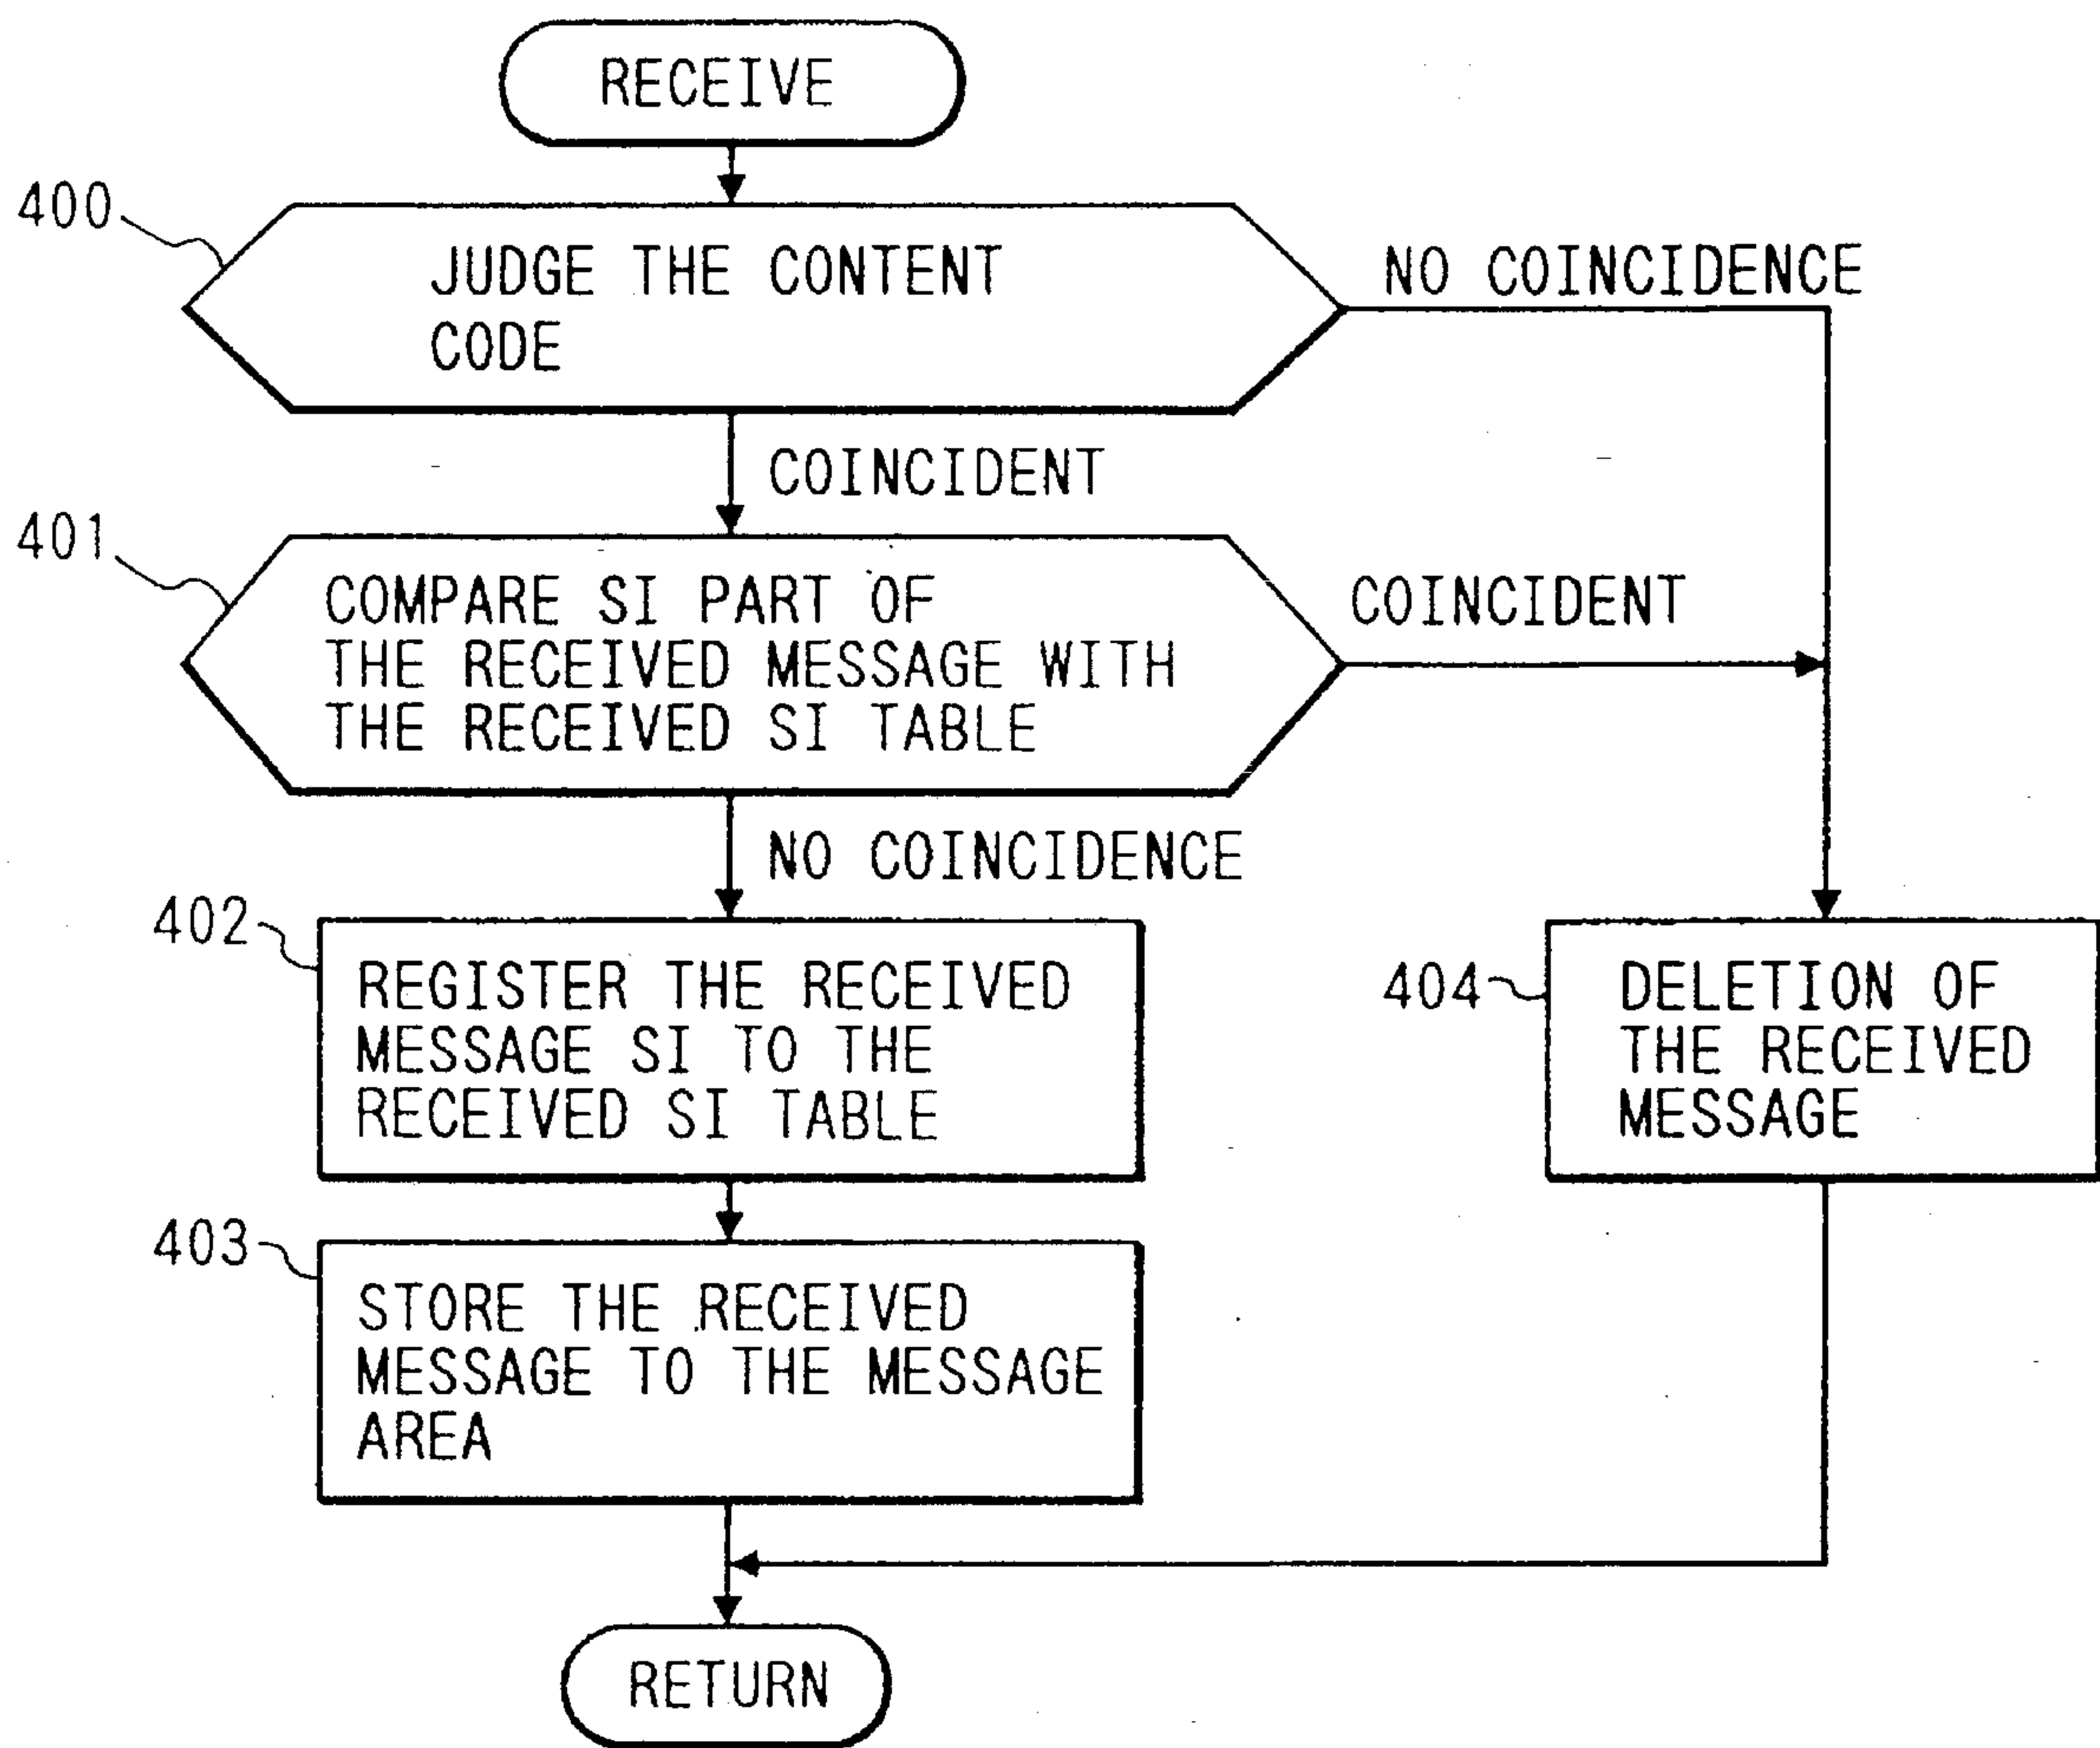 RECEIVE
400
JUDGE THE CONTENT
CODE
NO COINCIDENCE
COINCIDENT
401
COMPARE SI PART OF
THE RECEIVED MESSAGE WITH
THE RECEIVED SI TABLE
COINCIDENT
NO COINCIDENCE
402
REGISTER THE RECEIVED
MESSAGE SI TO THE
RECEIVED SI TABLE
404
DELETION OF
THE RECEIVED
MESSAGE
403
STORE THE RECEIVED
MESSAGE TO THE MESSAGE
AREA
RETURN